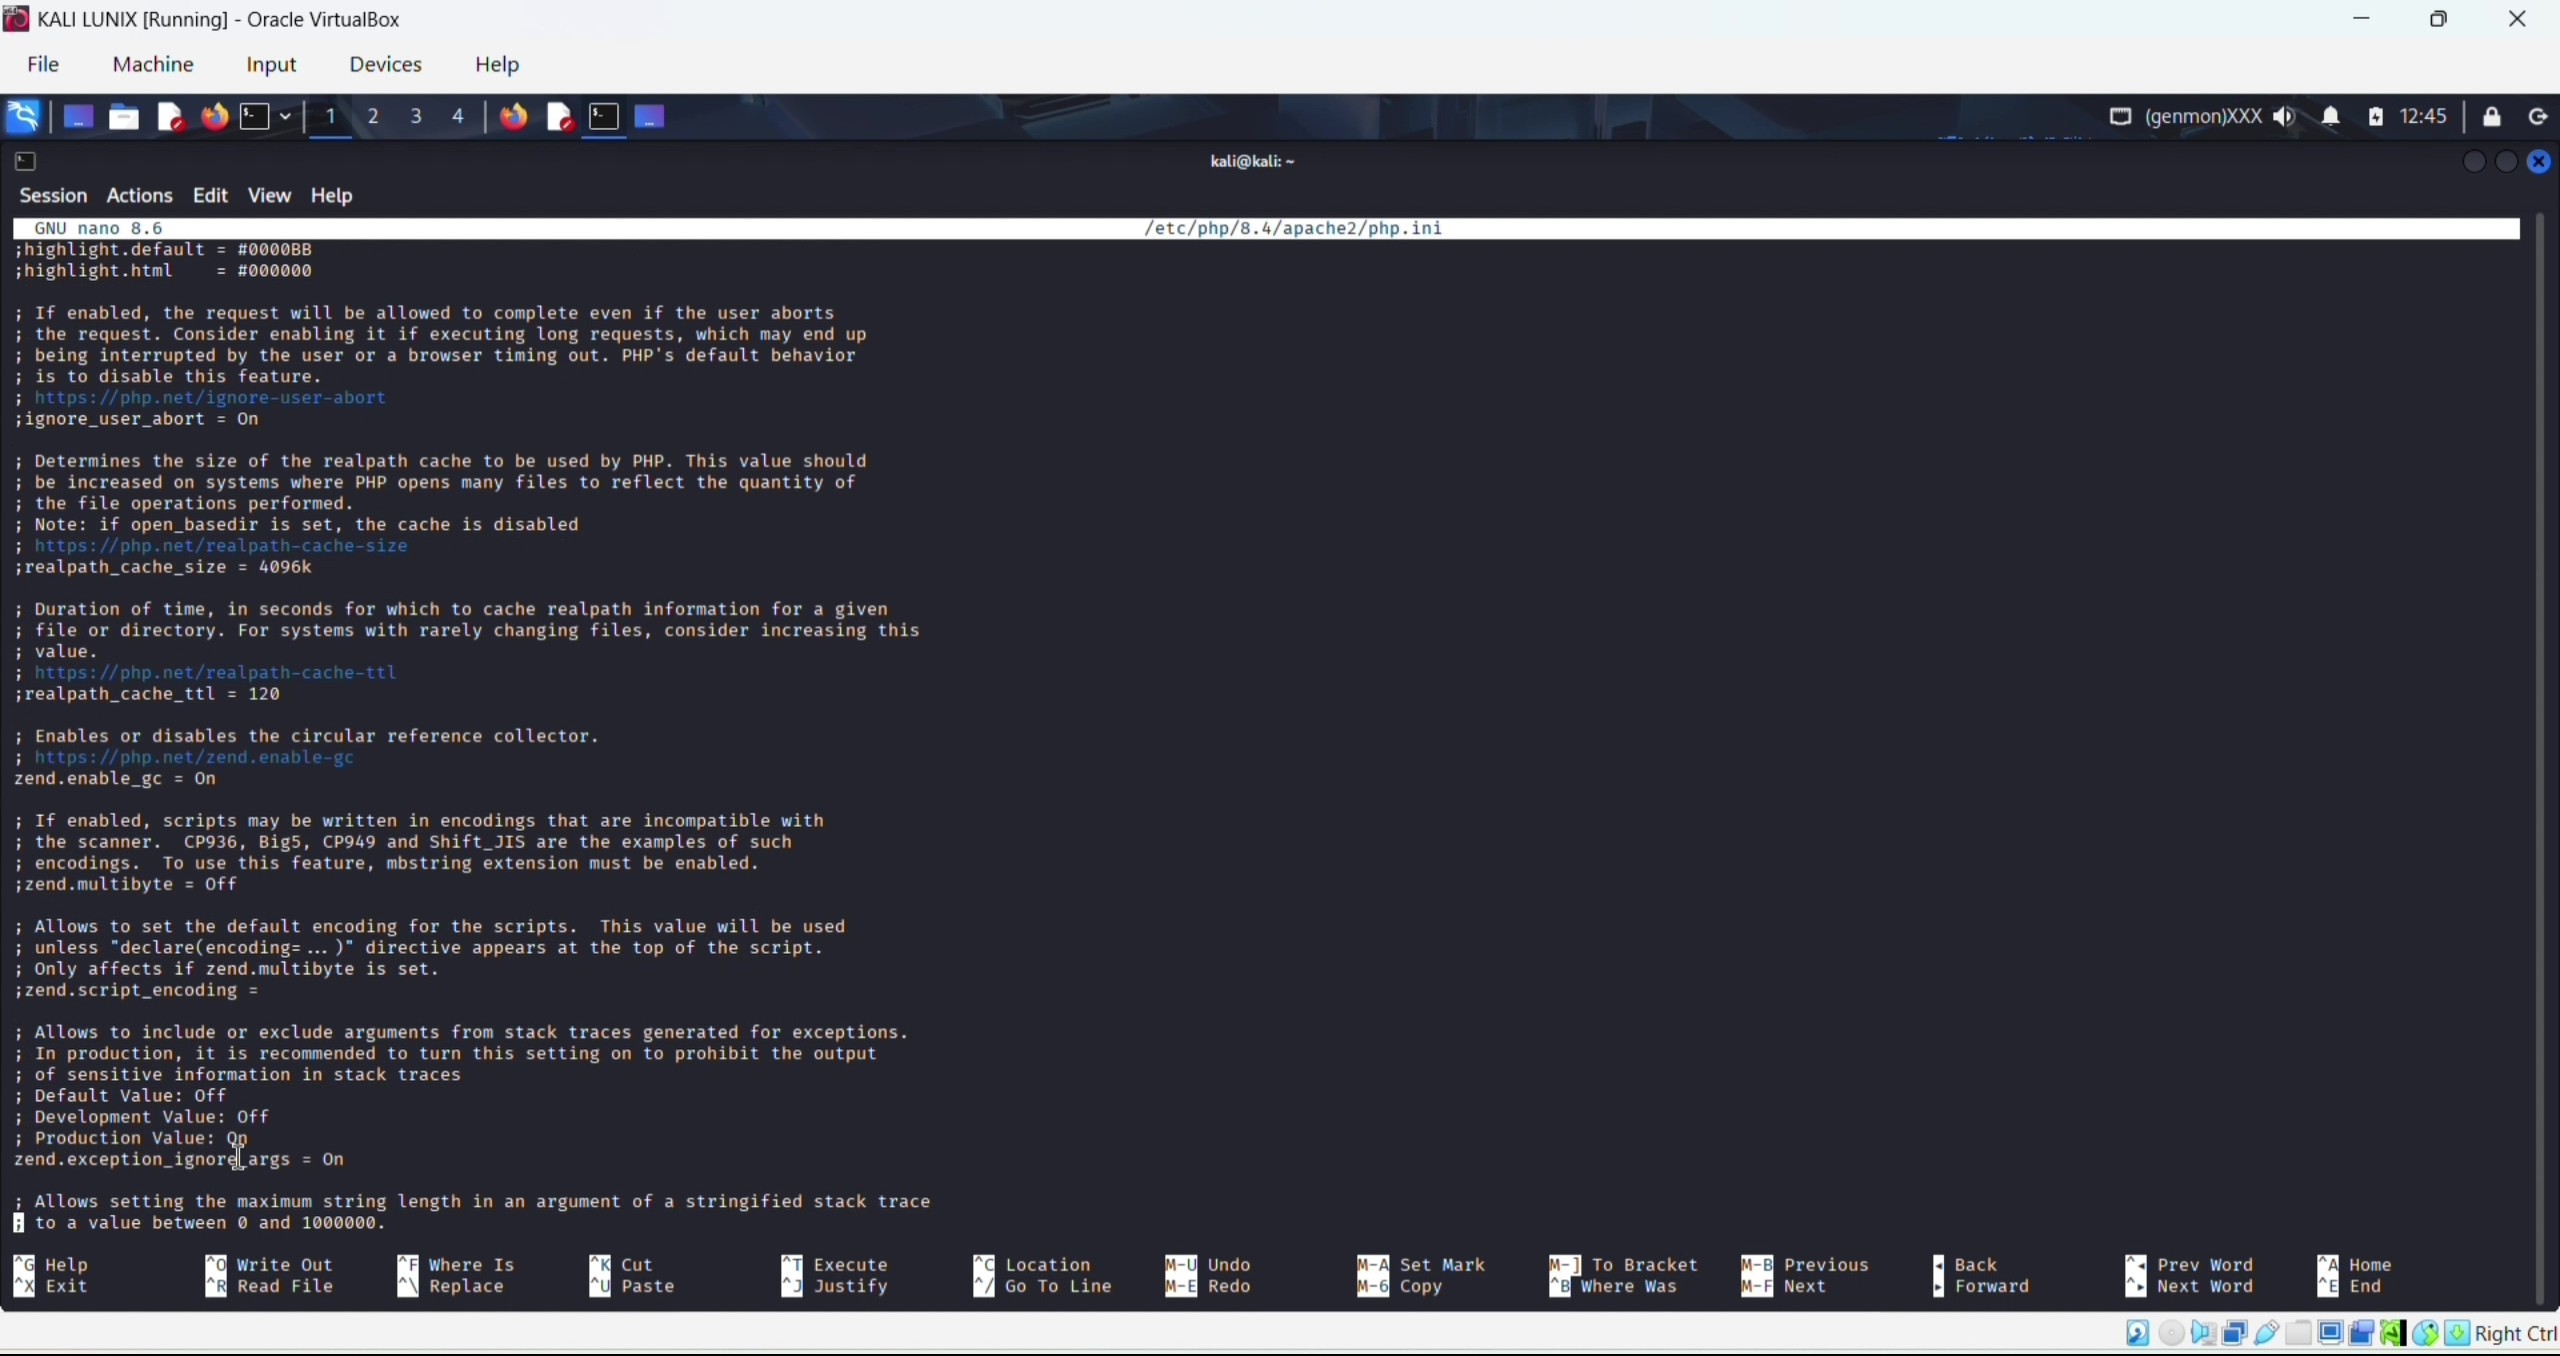 KALI LUNIX [Running] - Oracle VirtualBox
File Machine Input Devices Help
1 2 3 4 (genmon)XXX 12:45
kali@kali: ~
Session Actions Edit View Help
GNU nano 8.6 /etc/php/8.4/apache2/php.ini
;highlight.default = #0000BB
;highlight.html    = #000000
; If enabled, the request will be allowed to complete even if the user aborts
; the request. Consider enabling it if executing long requests, which may end up
; being interrupted by the user or a browser timing out. PHP's default behavior
; is to disable this feature.
; https://php.net/ignore-user-abort
;ignore_user_abort = On
; Determines the size of the realpath cache to be used by PHP. This value should
; be increased on systems where PHP opens many files to reflect the quantity of
; the file operations performed.
; Note: if open_basedir is set, the cache is disabled
; https://php.net/realpath-cache-size
;realpath_cache_size = 4096k
; Duration of time, in seconds for which to cache realpath information for a given
; file or directory. For systems with rarely changing files, consider increasing this
; value.
; https://php.net/realpath-cache-ttl
;realpath_cache_ttl = 120
; Enables or disables the circular reference collector.
; https://php.net/zend.enable-gc
zend.enable_gc = On
; If enabled, scripts may be written in encodings that are incompatible with
; the scanner.  CP936, Big5, CP949 and Shift_JIS are the examples of such
; encodings.  To use this feature, mbstring extension must be enabled.
;zend.multibyte = Off
; Allows to set the default encoding for the scripts.  This value will be used
; unless "declare(encoding=...)" directive appears at the top of the script.
; Only affects if zend.multibyte is set.
;zend.script_encoding =
; Allows to include or exclude arguments from stack traces generated for exceptions.
; In production, it is recommended to turn this setting on to prohibit the output
; of sensitive information in stack traces
; Default Value: Off
; Development Value: Off
; Production Value: On
zend.exception_ignore_args = On
; Allows setting the maximum string length in an argument of a stringified stack trace
; to a value between 0 and 1000000.
^G Help ^O Write Out ^F Where Is ^K Cut ^T Execute ^C Location M-U Undo M-A Set Mark M-] To Bracket M-B Previous ◂ Back ^◂ Prev Word ^A Home
^X Exit ^R Read File ^\ Replace ^U Paste ^J Justify ^/ Go To Line M-E Redo M-6 Copy ^B Where Was M-F Next ▸ Forward ^▸ Next Word ^E End
Right Ctrl